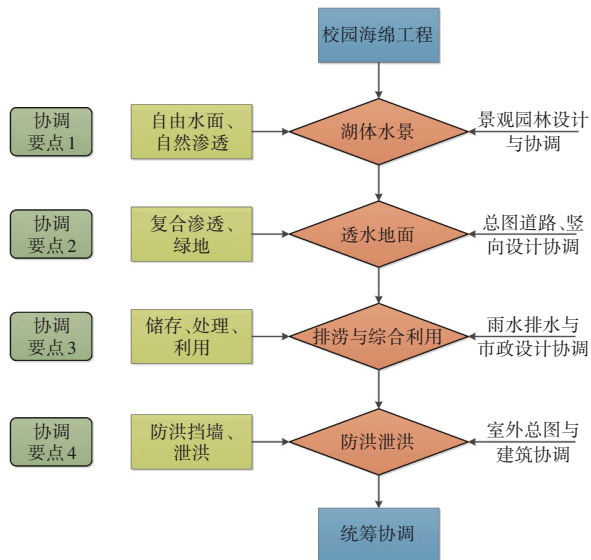 校园海绵工程
协调
要点1
自由水面、
自然渗透
湖体水景
景观园林设计
与协调
协调
要点2
复合渗透、
绿地
透水地面
总图道路、竖
向设计协调
协调
要点3
储存、处理、
利用
排涝与综合利用
雨水排水与
市政设计协调
协调
要点4
防洪挡墙、
泄洪
防洪泄洪
室外总图与
建筑协调
统筹协调